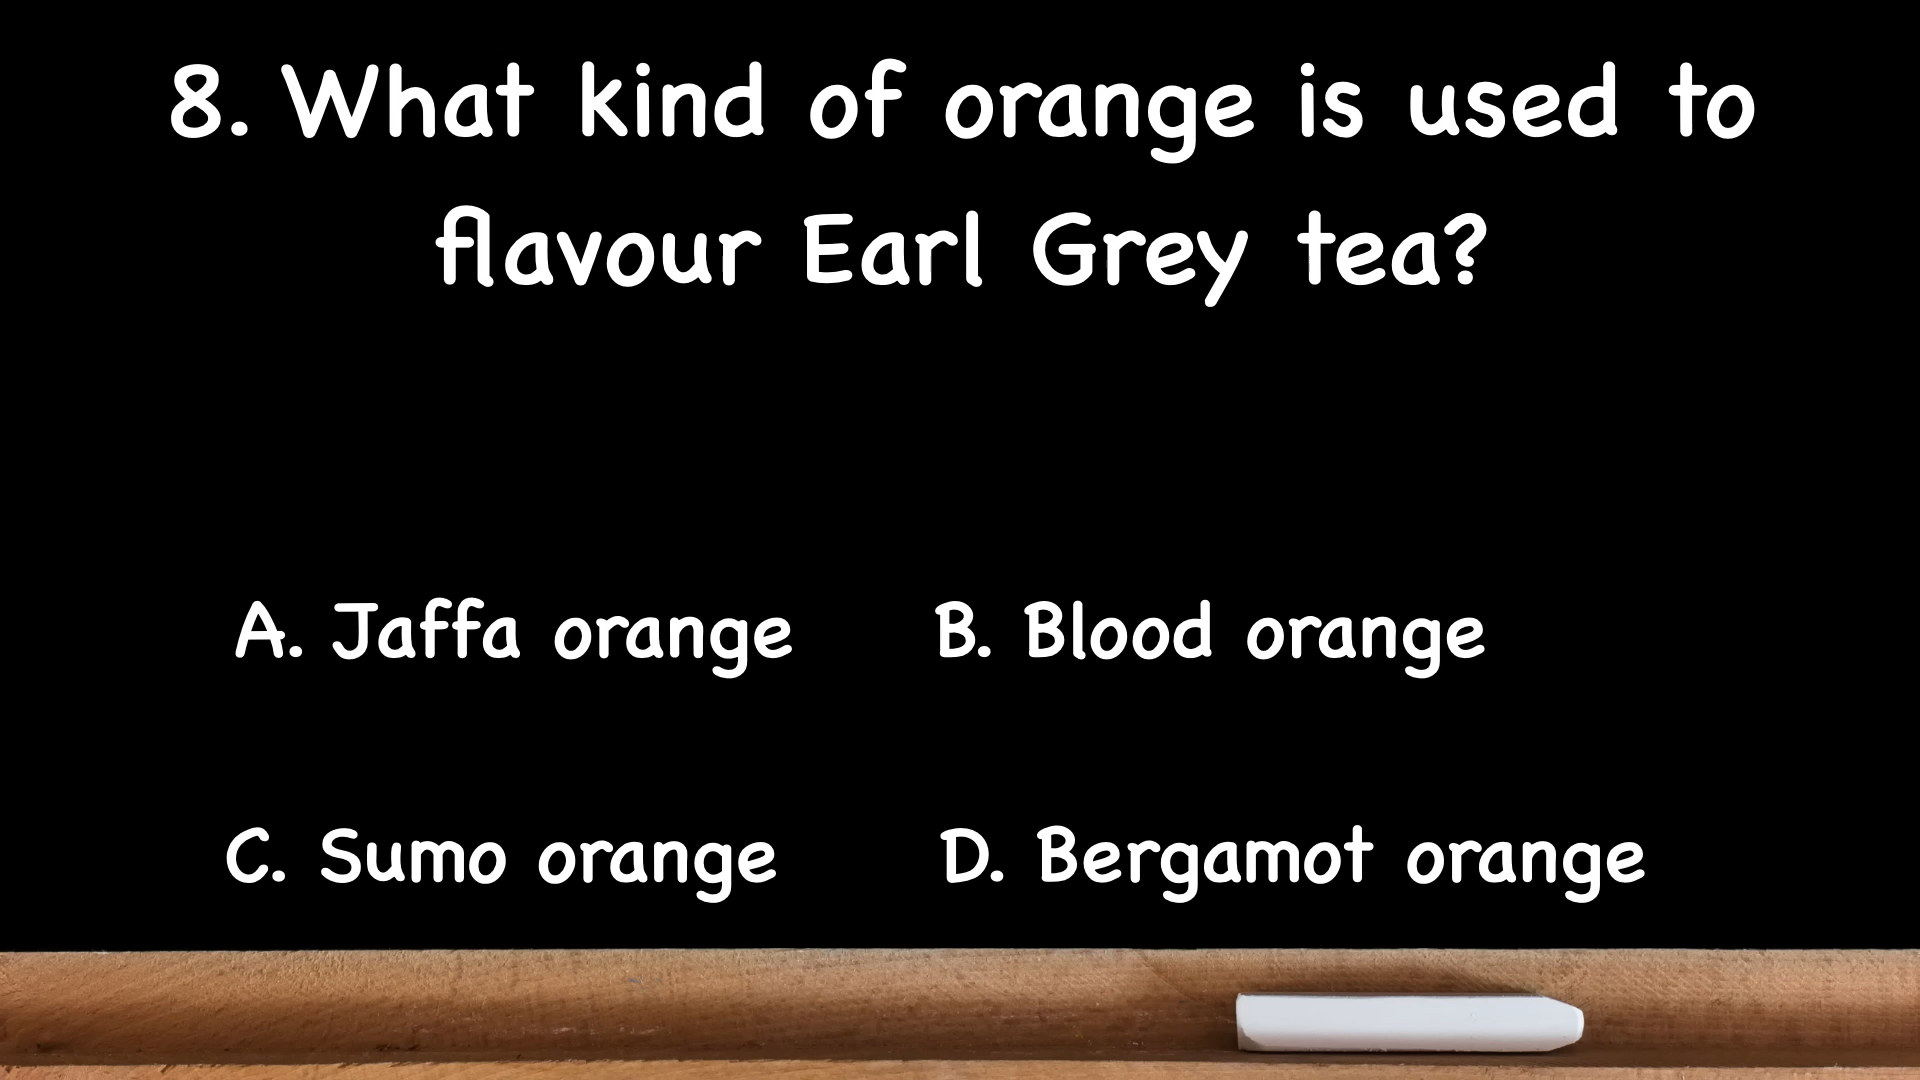 8. What kind of orange is used to
flavour Earl Grey tea?
A. Jaffa orange
B. Blood orange
C. Sumo orange
D. Bergamot orange